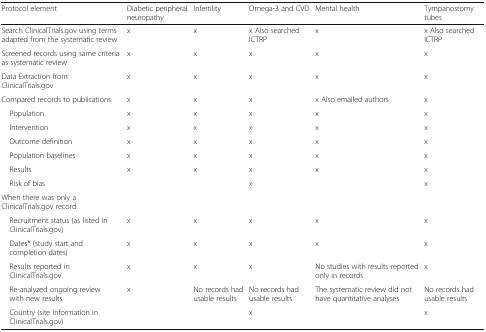 Protocol element Diabetic peripheral neuropathy Infertility Omega-3 and CVD Mental health Tympanostomy tubes
Search ClinicalTrials.gov using terms adapted from the systematic review x x x Also searched ICTRP x x Also searched ICTRP
Screened records using same criteria as systematic review x x x x x
Data Extraction from ClinicalTrials.gov x x x x x
Compared records to publications x x x x Also emailed authors x
Population x x x x x
Intervention x x x x x
Outcome definition x x x x x
Population baselines x x x x x
Results x x x x x
Risk of bias x x
When there was only a ClinicalTrials.gov record
Recruitment status (as listed in ClinicalTrials.gov) x x x x x
Dates* (study start and completion dates) x x x x x
Results reported in ClinicalTrials.gov x x x No studies with results reported only in records x
Re-analyzed ongoing review with new results x No records had usable results No records had usable results The systematic review did not have quantitative analyses No records had usable results
Country (site information in ClinicalTrials.gov) x x